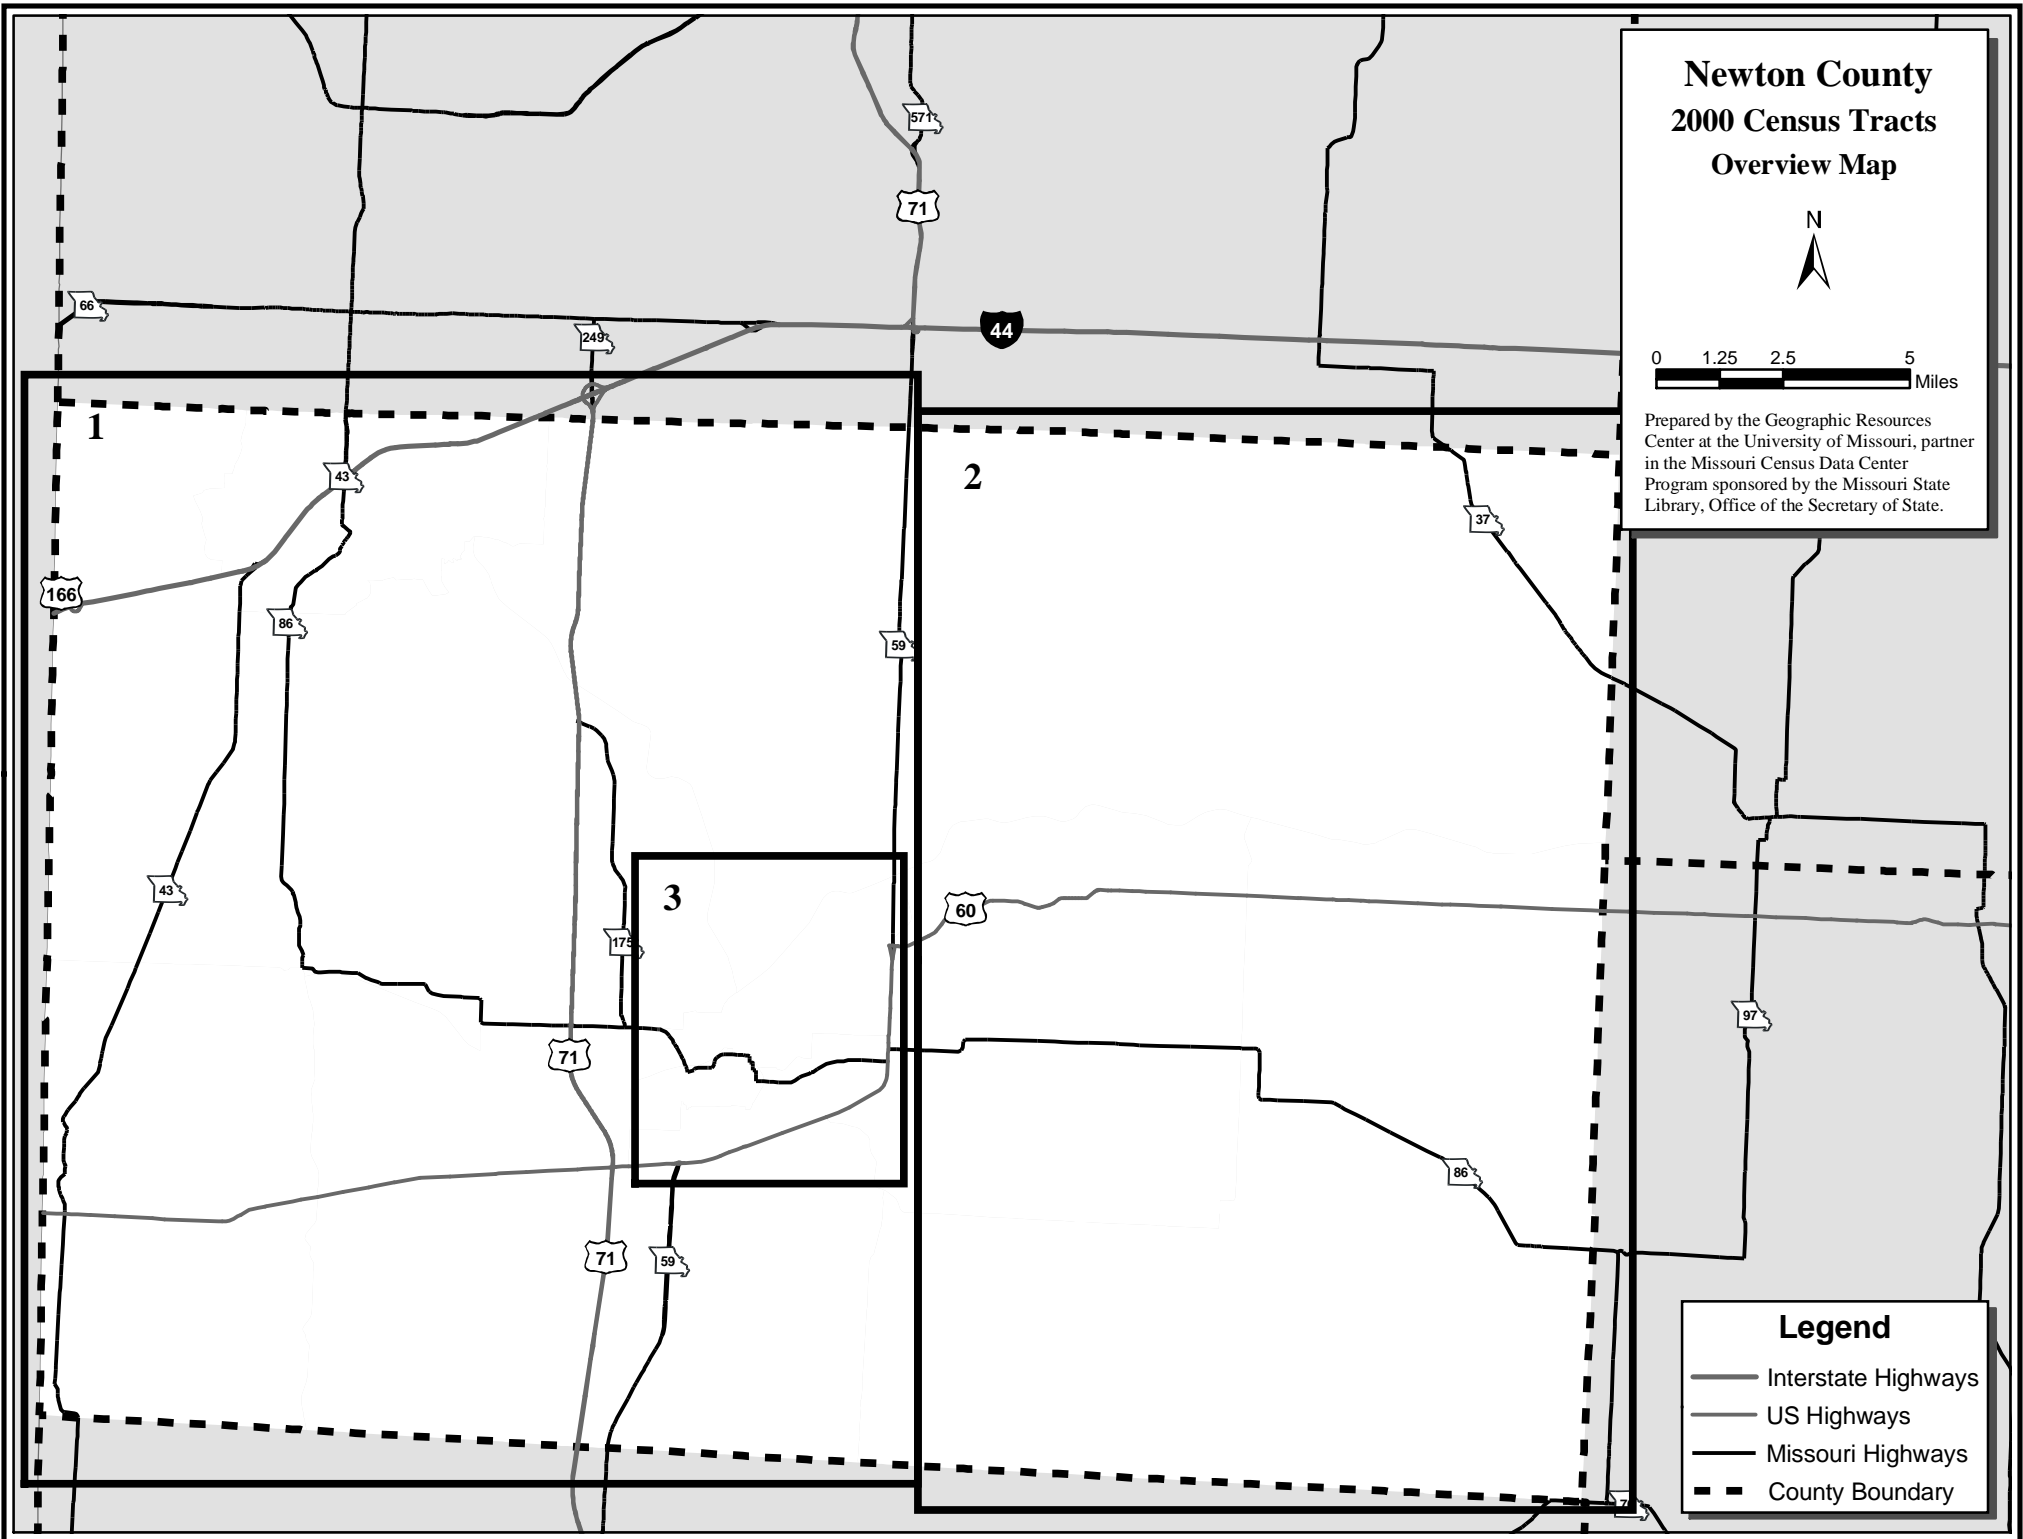 Newton County
2000 Census Tracts
Overview Map
N
0 1.25 2.5 5
Miles
Prepared by the Geographic Resources
Center at the University of Missouri, partner
in the Missouri Census Data Center
Program sponsored by the Missouri State
Library, Office of the Secretary of State.
571
71
66
249
44
1
2
43
37
166
86
59
3
43
60
175
97
71
86
71
59
Legend
Interstate Highways
US Highways
Missouri Highways
County Boundary